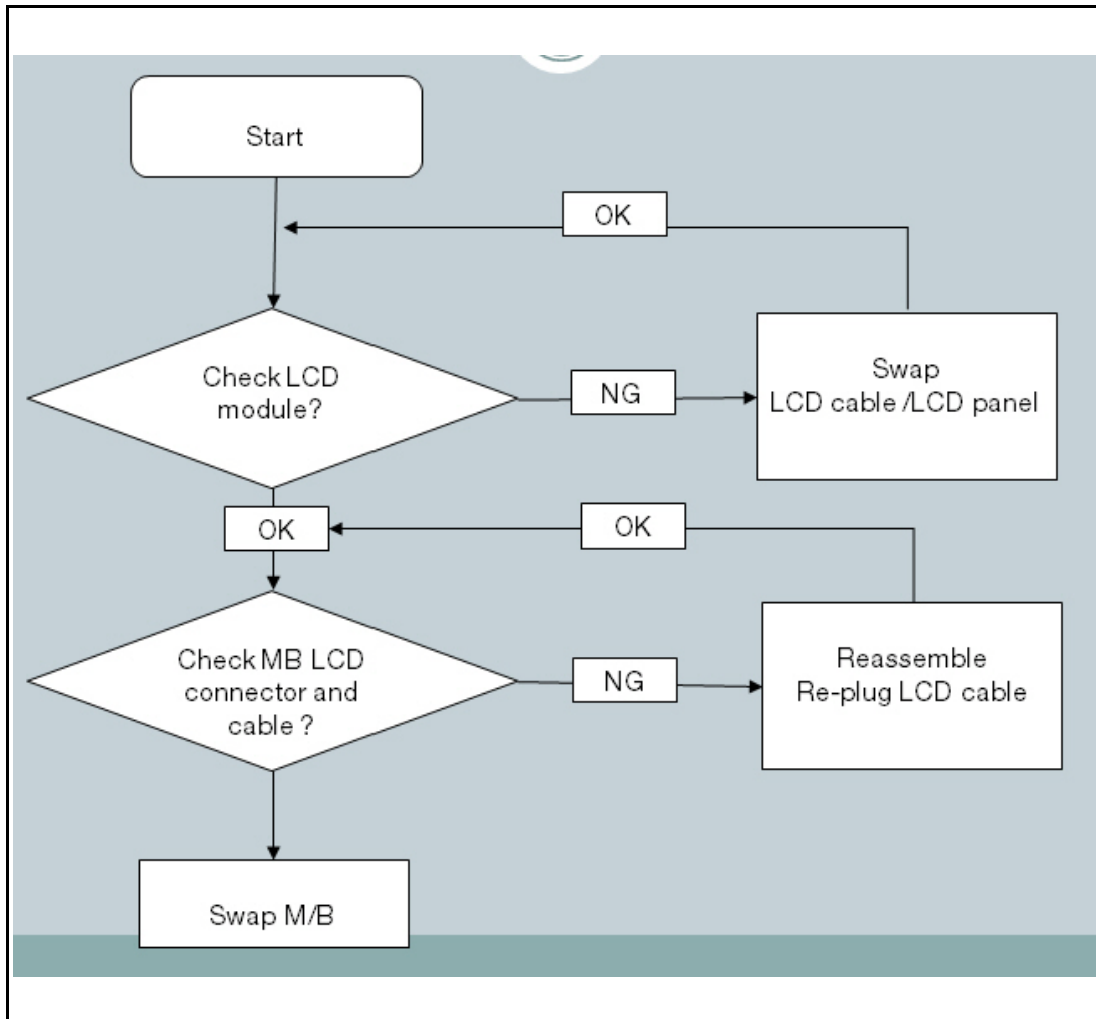 Start
OK
Check LCD
module?
NG
Swap
LCD cable /LCD panel
OK
OK
Check MB LCD
connector and
cable ?
NG
Reassemble
Re-plug LCD cable
Swap M/B